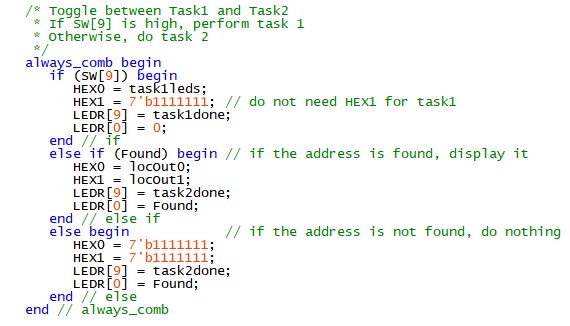 /* Toggle between Task1 and Task2
* If SW[9] is high, perform task 1
* Otherwise, do task 2
*/
always_comb begin
if (SW[9]) begin
HEX0 = task1leds;
HEX1 = 7'b1111111; // do not need HEX1 for task1
LEDR[9] = task1done;
LEDR[0] = 0;
end // if
else if (Found) begin // if the address is found, display it
HEX0 = locOut0;
HEX1 = locOut1;
LEDR[9] = task2done;
LEDR[0] = Found;
end // else if
else begin // if the address is not found, do nothing
HEX0 = 7'b1111111;
HEX1 = 7'b1111111;
LEDR[9] = task2done;
LEDR[0] = Found;
end // else
end // always_comb